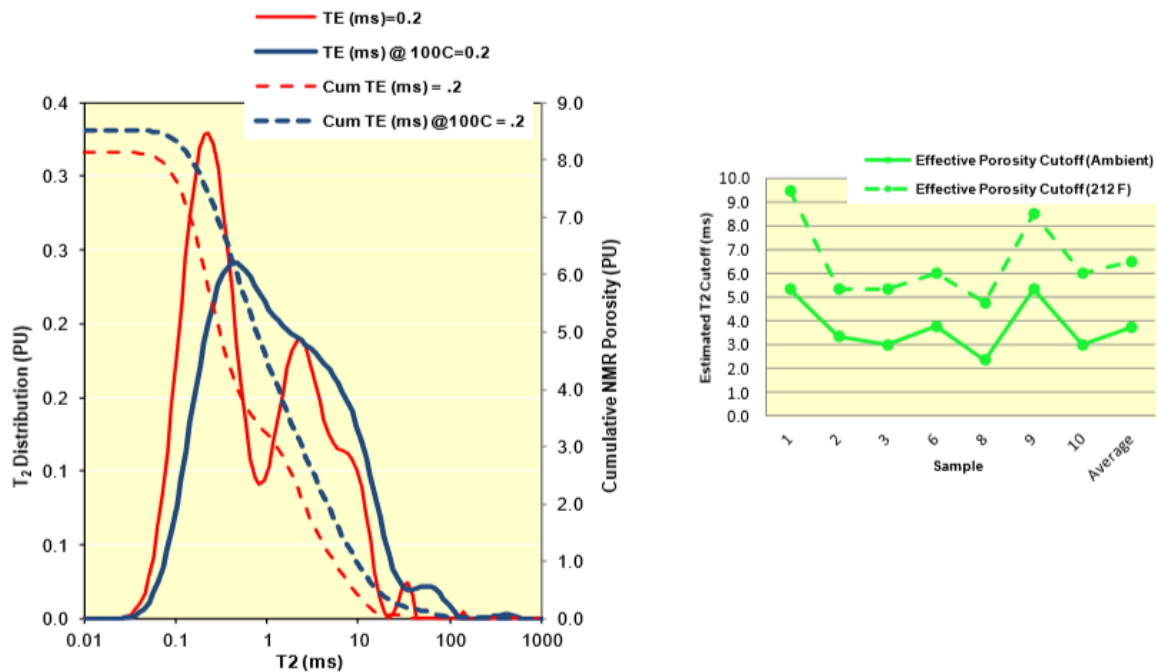 TE (ms)=0.2
TE (ms) @ 100C=0.2
Cum TE (ms) = .2
Cum TE (ms) @100C = .2
0.4
0.3
0.3
0.2
0.2
0.1
0.1
0.0
T2 Distribution (PU)
9.0
8.0
7.0
6.0
5.0
4.0
3.0
2.0
1.0
0.0
Cumulative NMR Porosity (PU)
0.01 0.1 1 10 100 1000
T2 (ms)
Effective Porosity Cutoff (Ambient)
Effective Porosity Cutoff (212 F)
10.0
9.0
8.0
7.0
6.0
5.0
4.0
3.0
2.0
1.0
0.0
Estimated T2 Cutoff (ms)
1 2 3 6 8 9 10 Average
Sample